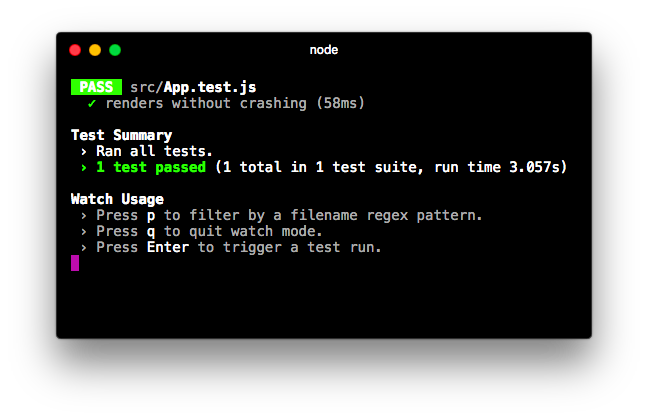 node
PASS src/App.test.js
✓ renders without crashing (58ms)
Test Summary
› Ran all tests.
› 1 test passed (1 total in 1 test suite, run time 3.057s)
Watch Usage
› Press p to filter by a filename regex pattern.
› Press q to quit watch mode.
› Press Enter to trigger a test run.